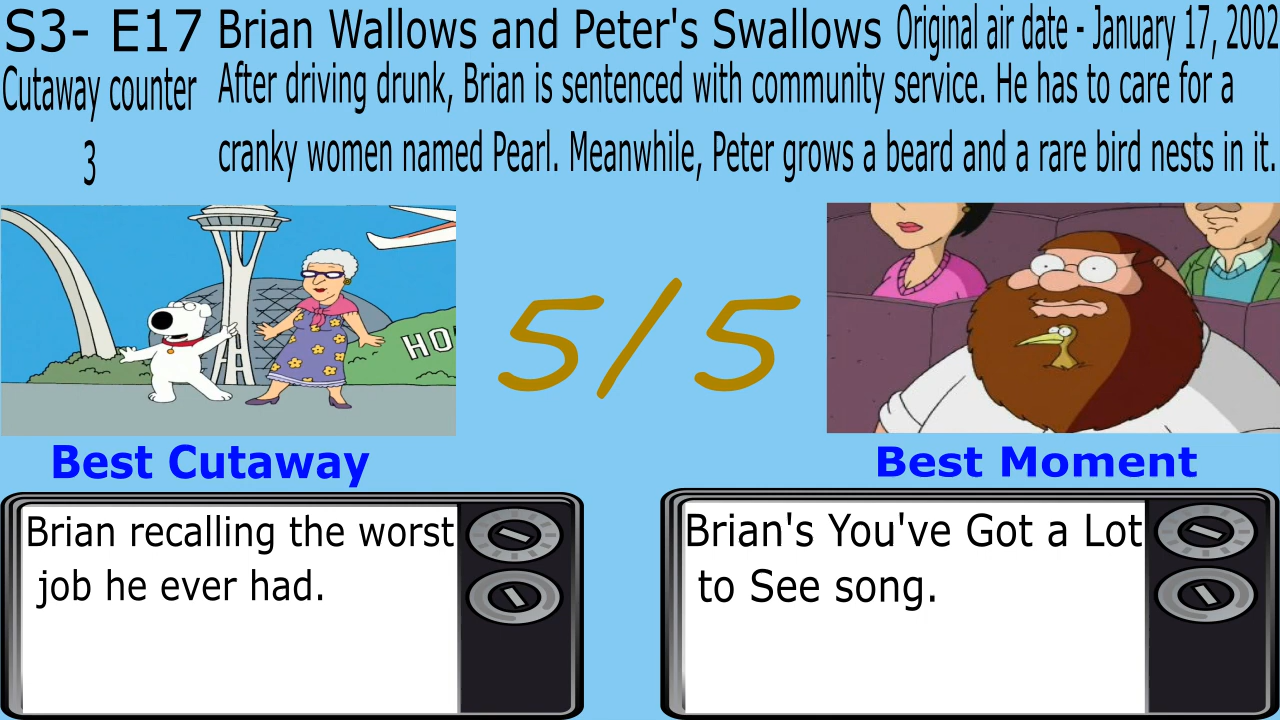 S3- E17 Brian Wallows and Peter's Swallows Original air date - January 17, 2002
Cutaway counter
3
After driving drunk, Brian is sentenced with community service. He has to care for a
cranky women named Pearl. Meanwhile, Peter grows a beard and a rare bird nests in it.
HO
5/5
Best Cutaway
Best Moment
Brian recalling the worst
job he ever had.
Brian's You've Got a Lot
to See song.